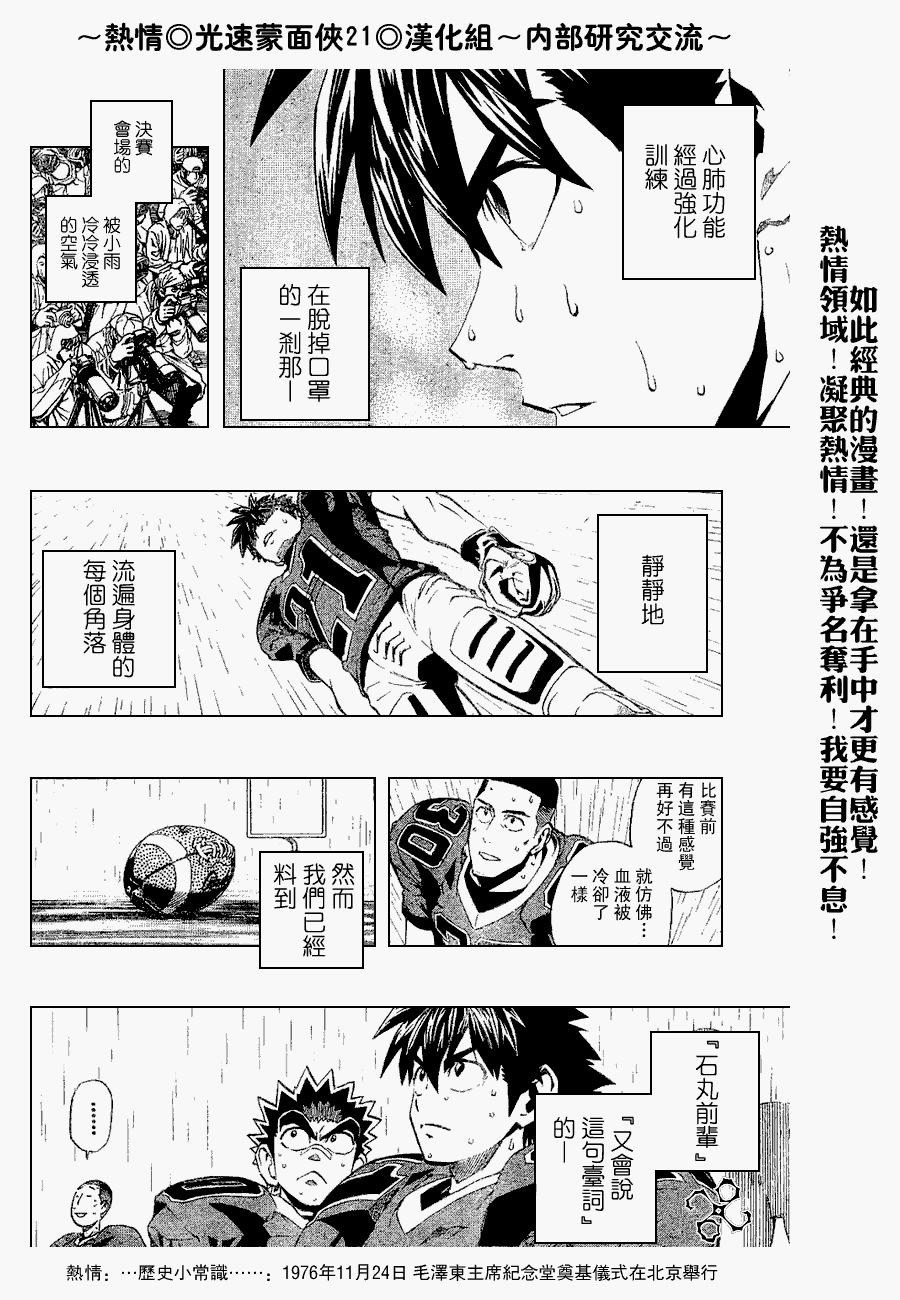 ～熱情◎光速蒙面俠21◎漢化組～內部研究交流～
如此經典的漫畫！還是拿在手中才更有感覺！
熱情領域！凝聚熱情！不為爭名奪利！我要自強不息！
心肺功能
經過強化
訓練
在脫掉口罩
的一剎那—
決賽
會場的
被小雨
冷冷浸透
的空氣
靜靜地
流遍身體的
每個角落
比賽前
有這種感覺
再好不過
就仿佛…
血液被
冷卻了
一樣
然而
我們已經
料到
『石丸前輩』
『又會說
這句臺詞』
的—
……
熱情：…歷史小常識……：1976年11月24日 毛澤東主席紀念堂奠基儀式在北京舉行
21
30